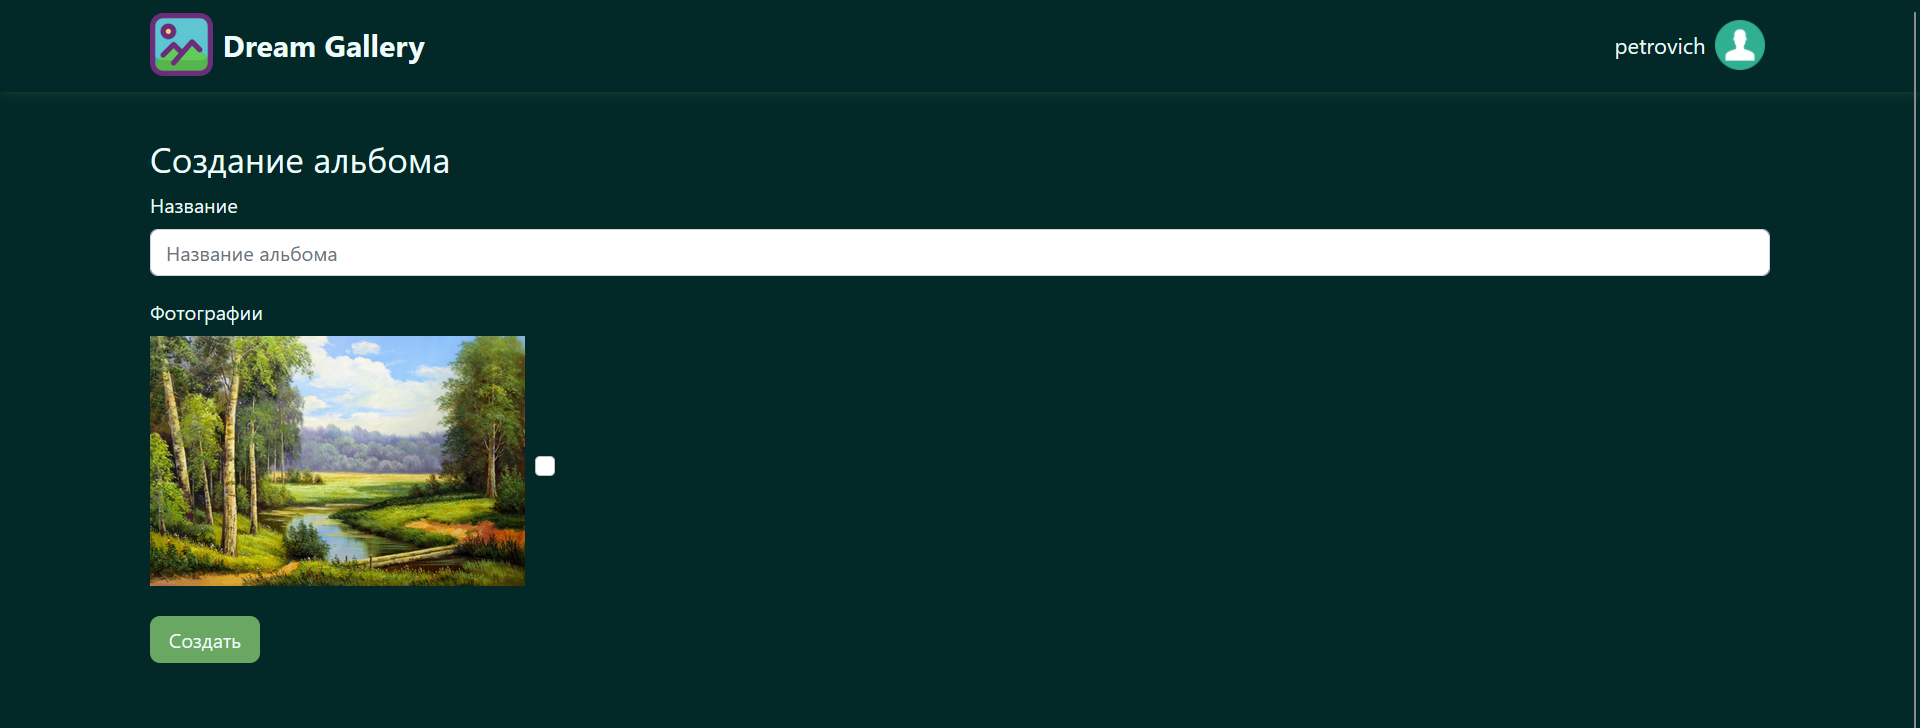 Dream Gallery
petrovich
Создание альбома
Название
Название альбома
Фотографии
Создать